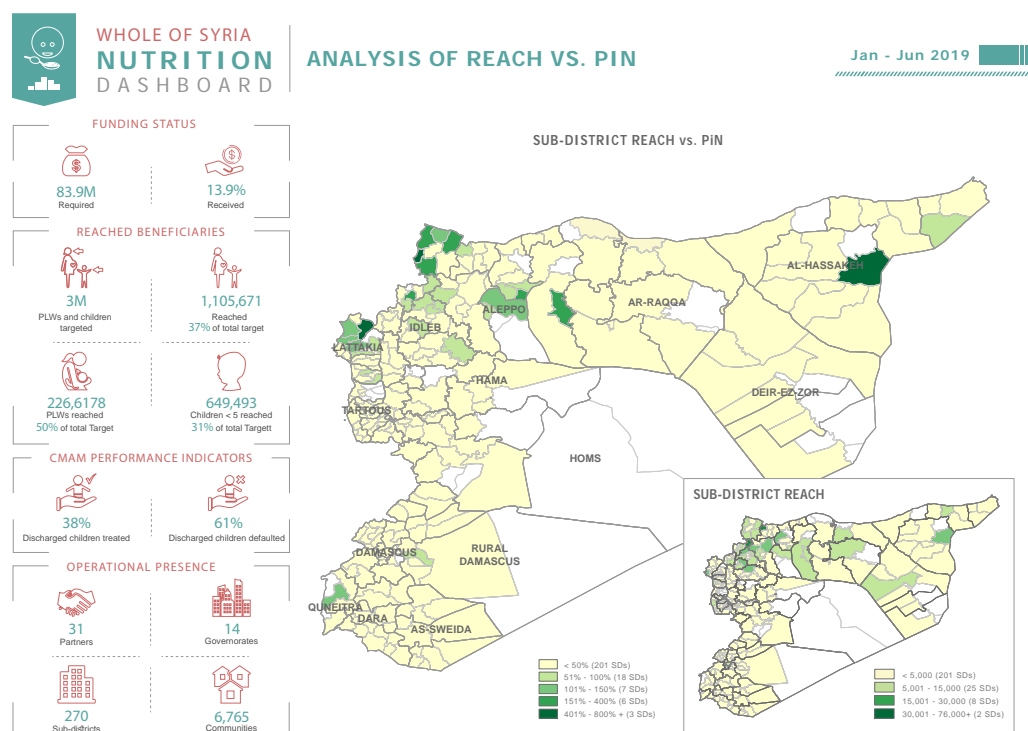 WHOLE OF SYRIA
NUTRITION
DASHBOARD
ANALYSIS OF REACH VS. PIN
Jan - Jun 2019
FUNDING STATUS
83.9M
Required
13.9%
Received
REACHED BENEFICIARIES
3M
PLWs and children
targeted
1,105,671
Reached
37% of total target
226,6178
PLWs reached
50% of total Target
649,493
Children < 5 reached
31% of total Targett
CMAM PERFORMANCE INDICATORS
38%
Discharged children treated
61%
Discharged children defaulted
OPERATIONAL PRESENCE
31
Partners
14
Governorates
270
Sub-districts
6,765
Communities
SUB-DISTRICT REACH vs. PiN
AL-HASSAKEH
AR-RAQQA
ALEPPO
IDLEB
LATTAKIA
HAMA
DEIR-EZ-ZOR
TARTOUS
HOMS
DAMASCUS
RURAL
DAMASCUS
QUNEITRA
DARA
AS-SWEIDA
< 50% (201 SDs)
51% - 100% (18 SDs)
101% - 150% (7 SDs)
151% - 400% (6 SDs)
401% - 800% + (3 SDs)
SUB-DISTRICT REACH
< 5,000 (201 SDs)
5,001 - 15,000 (25 SDs)
15,001 - 30,000 (8 SDs)
30,001 - 76,000+ (2 SDs)